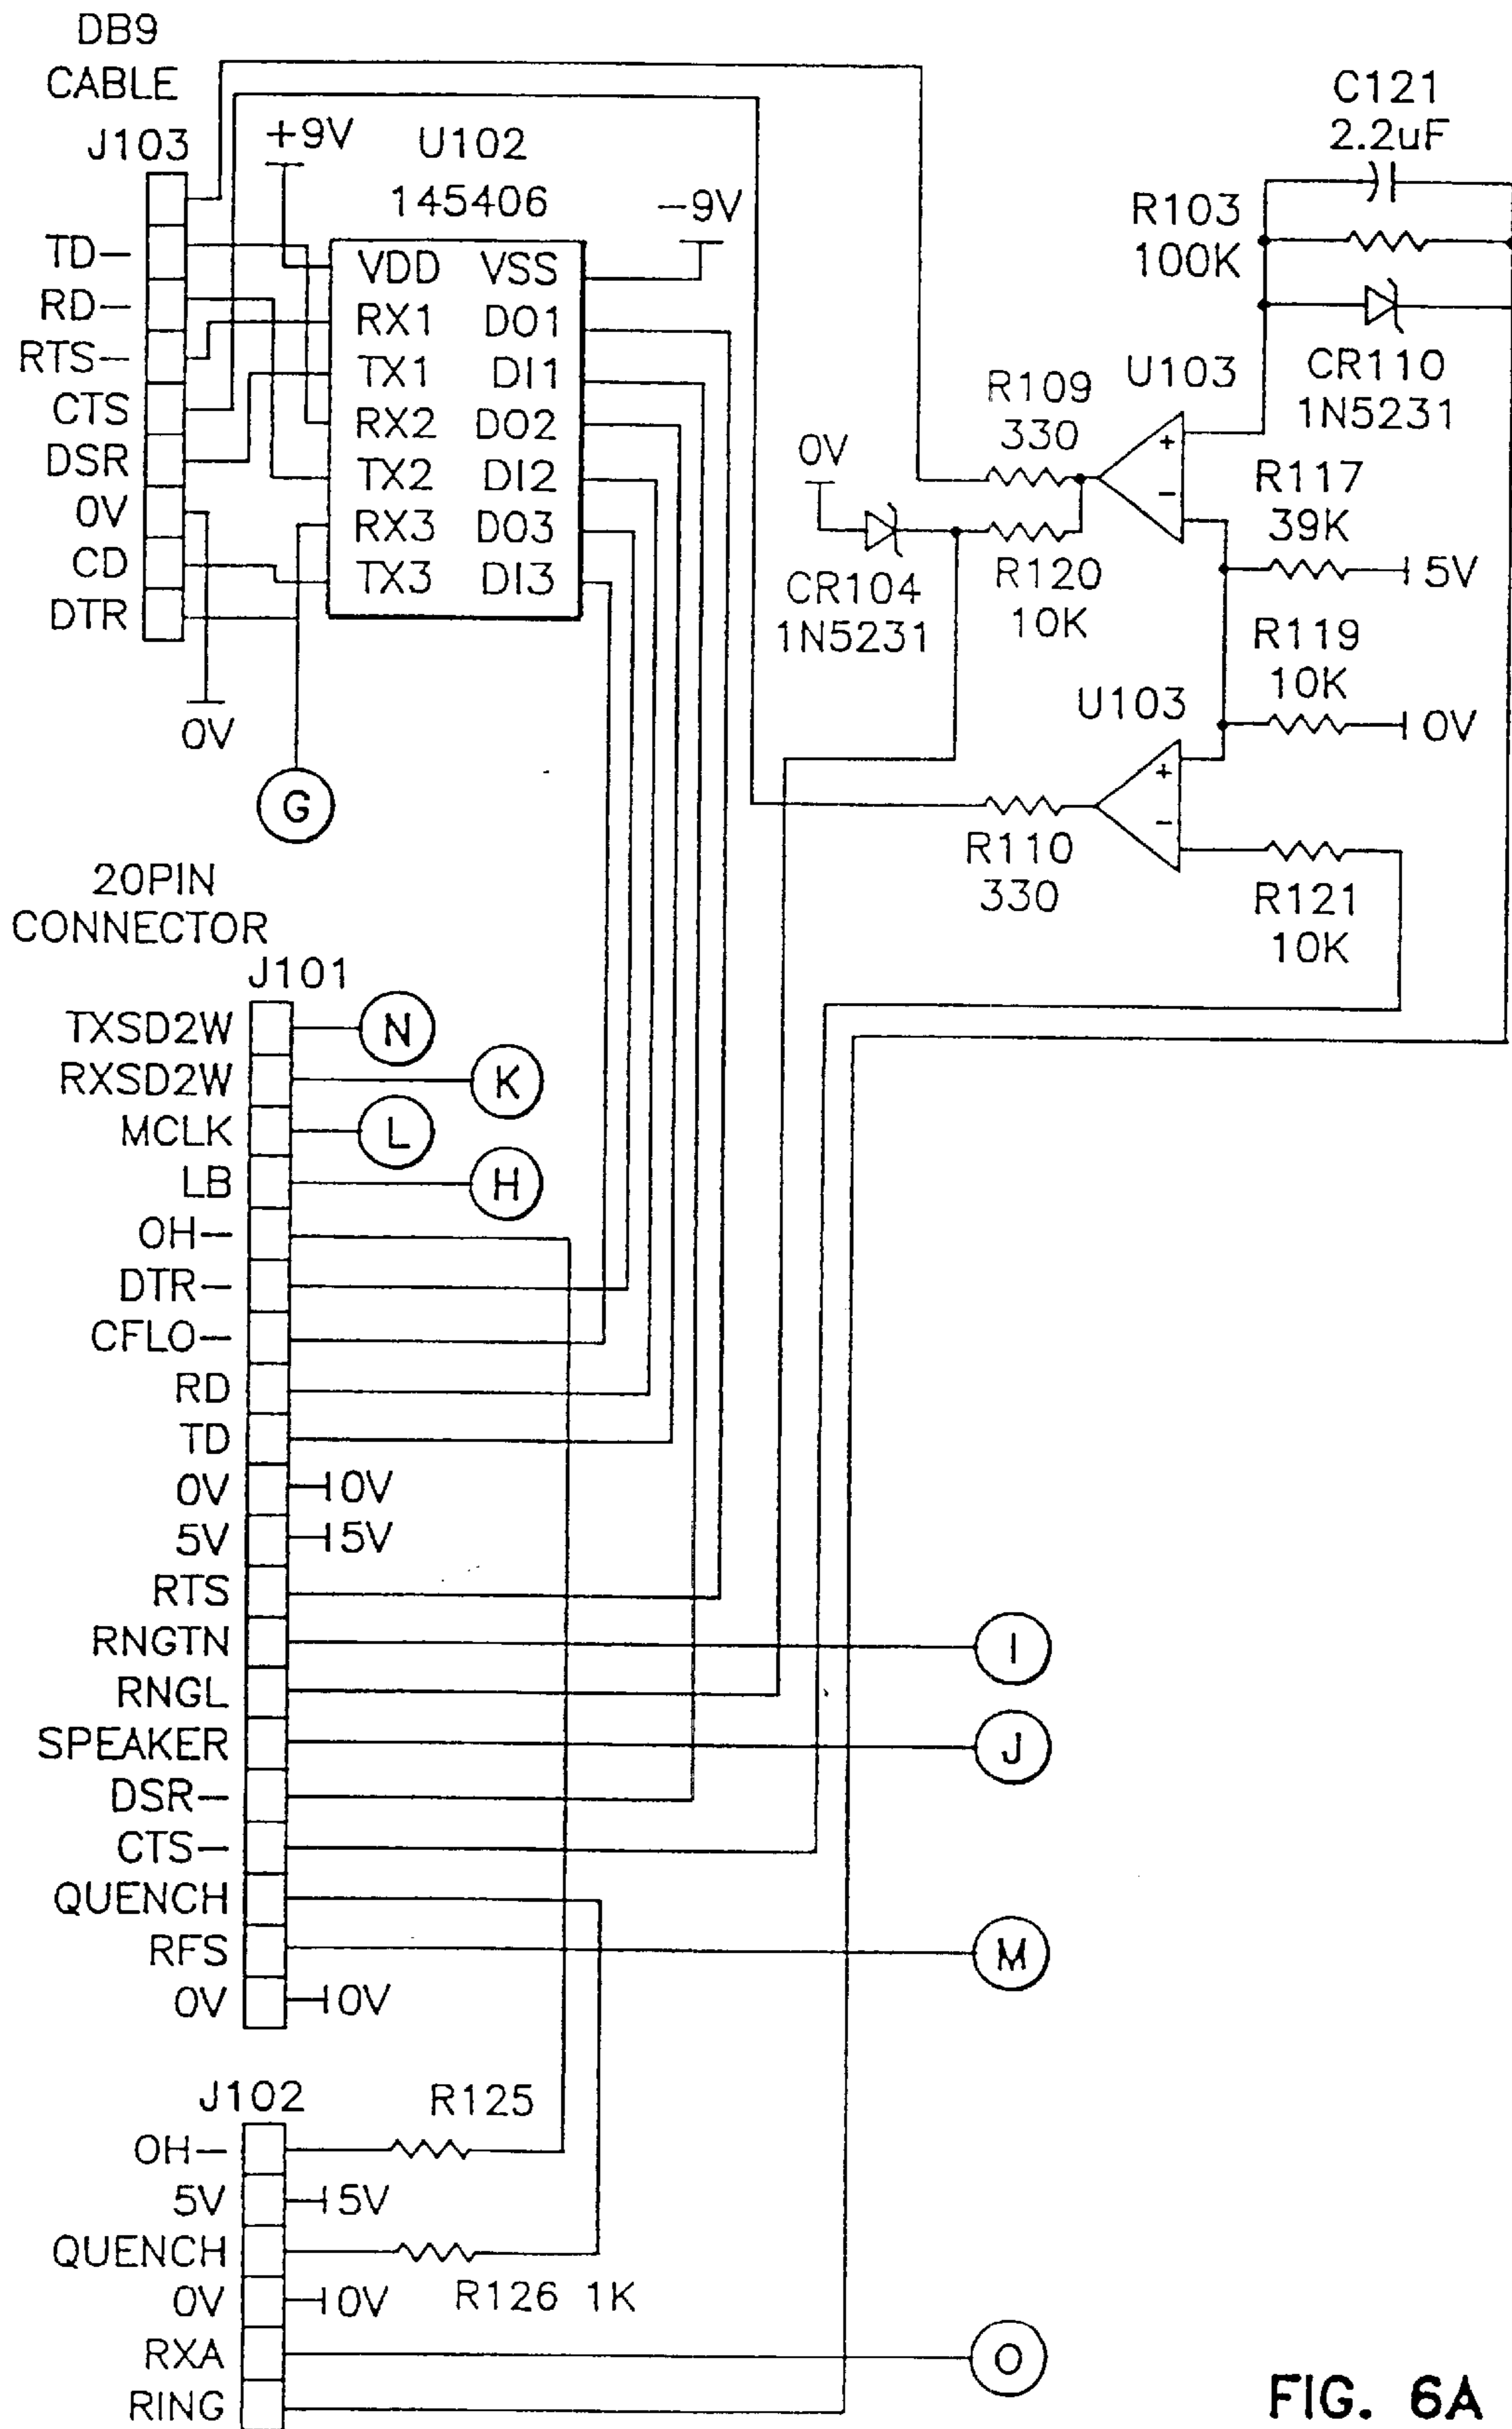 DB9
CABLE
J103
TD-
RD-
RTS-
CTS
DSR
0V
CD
DTR
+9V
U102
145406
-9V
VDD VSS
RX1 DO1
TX1 DI1
RX2 DO2
TX2 DI2
RX3 DO3
TX3 DI3
0V
G
C121
2.2uF
R103
100K
CR110
1N5231
U103
+
-
R109
330
0V
CR104
1N5231
R120
10K
R117
39K
5V
R119
10K
0V
U103
+
-
R110
330
R121
10K
20PIN
CONNECTOR
J101
TXSD2W N
RXSD2W K
MCLK L
LB H
OH-
DTR-
CFLO-
RD
TD
0V 0V
5V 5V
RTS
RNGTN I
RNGL
SPEAKER J
DSR-
CTS-
QUENCH
RFS M
0V 0V
J102
R125
OH-
5V 5V
QUENCH
0V 0V
R126 1K
RXA O
RING
FIG. 6A